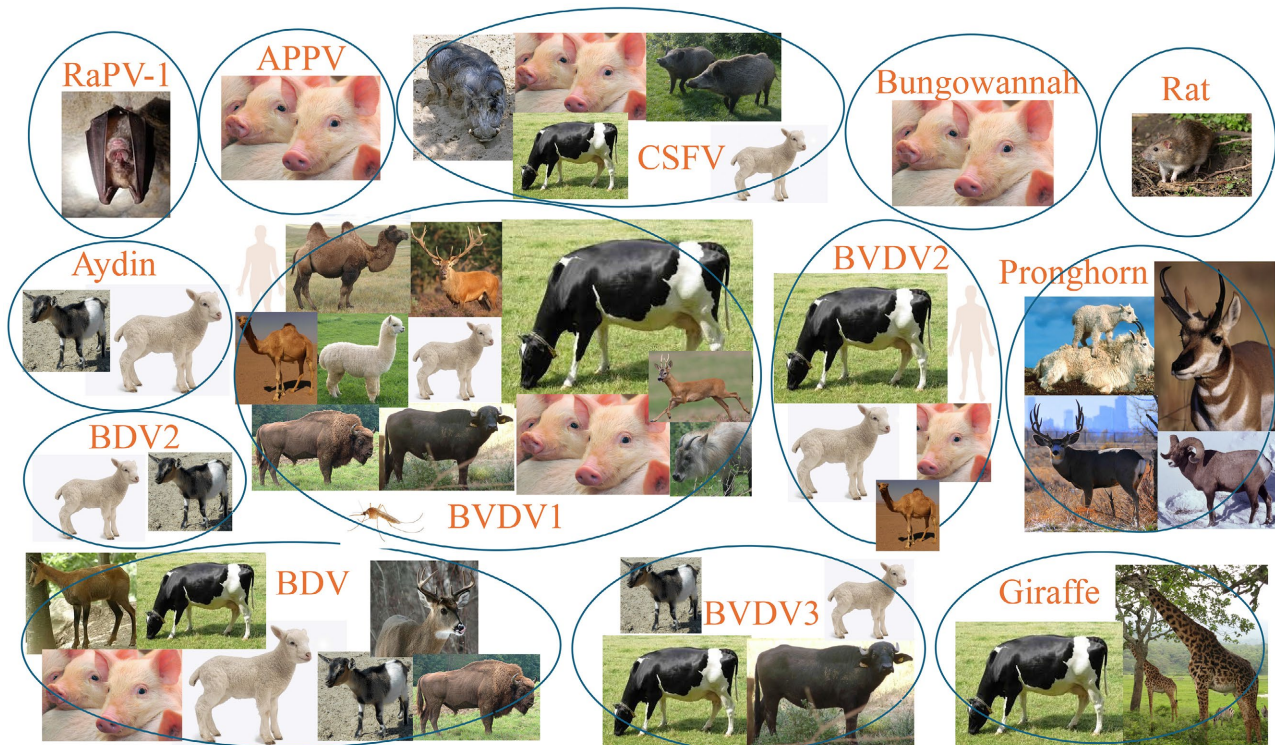 RaPV-1
APPV
CSFV
Bungowannah
Rat
Aydin
BVDV2
Pronghorn
BDV2
BVDV1
BDV
BVDV3
Giraffe